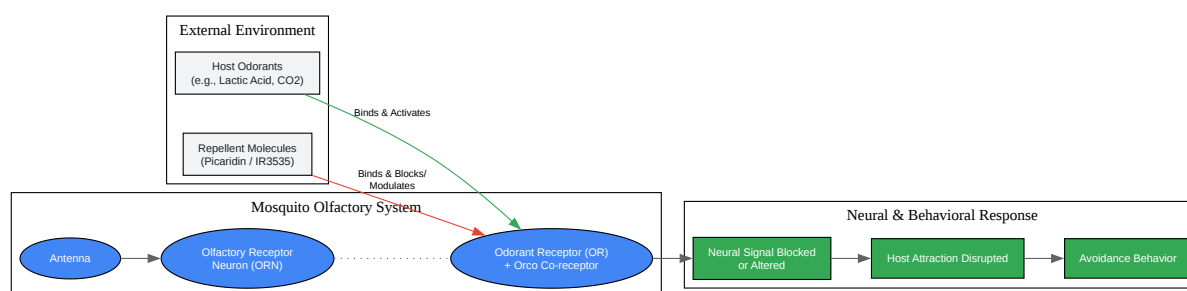 External Environment
Host Odorants
(e.g., Lactic Acid, CO2)
Binds & Activates
Repellent Molecules
(Picaridin / IR3535)
Binds & Blocks/
Modulates
Mosquito Olfactory System
Antenna
Olfactory Receptor
Neuron (ORN)
Odorant Receptor (OR)
+ Orco Co-receptor
Neural & Behavioral Response
Neural Signal Blocked
or Altered
Host Attraction Disrupted
Avoidance Behavior